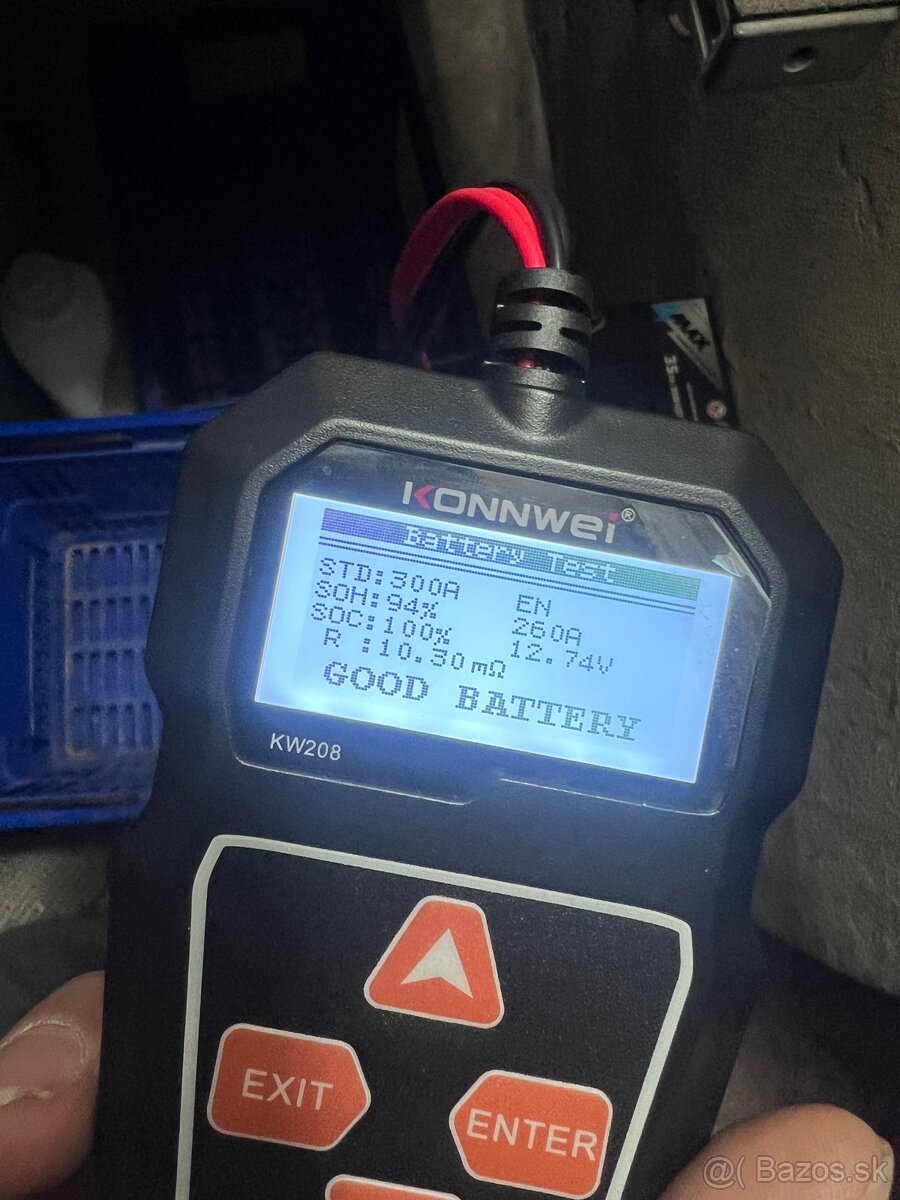 MAX
KONNWEI®
Battery Test
STD:300A EN
SOH:94% 260A
SOC:100% 12.74V
R :10.30mΩ
GOOD BATTERY
KW208
EXIT
ENTER
@( Bazos.sk